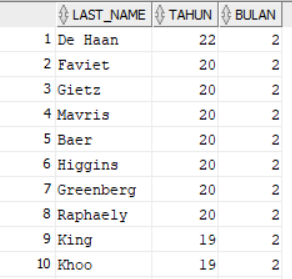 LAST_NAME TAHUN BULAN
1 De Haan 22 2
2 Faviet 20 2
3 Gietz 20 2
4 Mavris 20 2
5 Baer 20 2
6 Higgins 20 2
7 Greenberg 20 2
8 Raphaely 20 2
9 King 19 2
10 Khoo 19 2